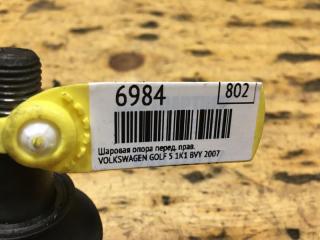 6984
802
Шаровая опора перед. прав.
VOLKSWAGEN GOLF 5 1K1 BVY 2007